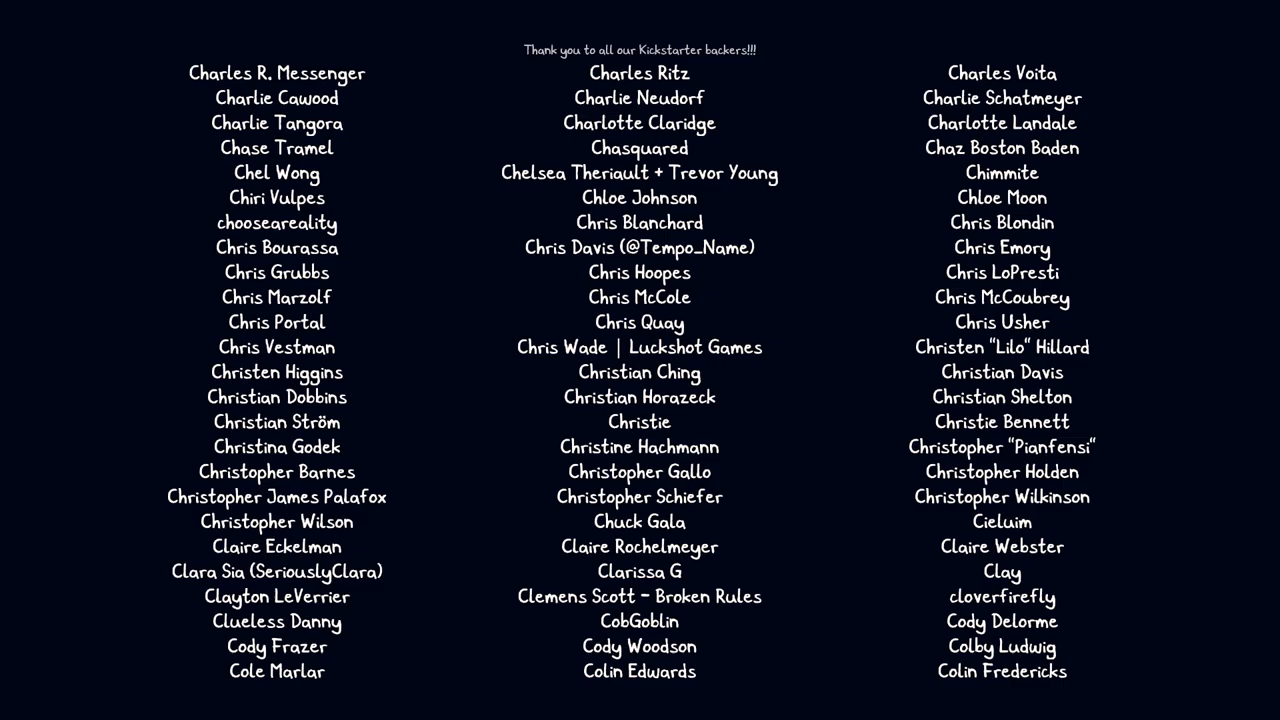 Thank you to all our Kickstarter backers!!!
Charles R. Messenger Charles Ritz Charles Voita
Charlie Cawood Charlie Neudorf Charlie Schatmeyer
Charlie Tangora Charlotte Claridge Charlotte Landale
Chase Tramel Chasquared Chaz Boston Baden
Chel Wong Chelsea Theriault + Trevor Young Chimmite
Chiri Vulpes Chloe Johnson Chloe Moon
chooseareality Chris Blanchard Chris Blondin
Chris Bourassa Chris Davis (@Tempo_Name) Chris Emory
Chris Grubbs Chris Hoopes Chris LoPresti
Chris Marzolf Chris McCole Chris McCoubrey
Chris Portal Chris Quay Chris Usher
Chris Vestman Chris Wade | Luckshot Games Christen "Lilo" Hillard
Christen Higgins Christian Ching Christian Davis
Christian Dobbins Christian Horazeck Christian Shelton
Christian Ström Christie Christie Bennett
Christina Godek Christine Hachmann Christopher "Pianfensi"
Christopher Barnes Christopher Gallo Christopher Holden
Christopher James Palafox Christopher Schiefer Christopher Wilkinson
Christopher Wilson Chuck Gala Cieluim
Claire Eckelman Claire Rochelmeyer Claire Webster
Clara Sia (SeriouslyClara) Clarissa G Clay
Clayton LeVerrier Clemens Scott - Broken Rules cloverfirefly
Clueless Danny CobGoblin Cody Delorme
Cody Frazer Cody Woodson Colby Ludwig
Cole Marlar Colin Edwards Colin Fredericks